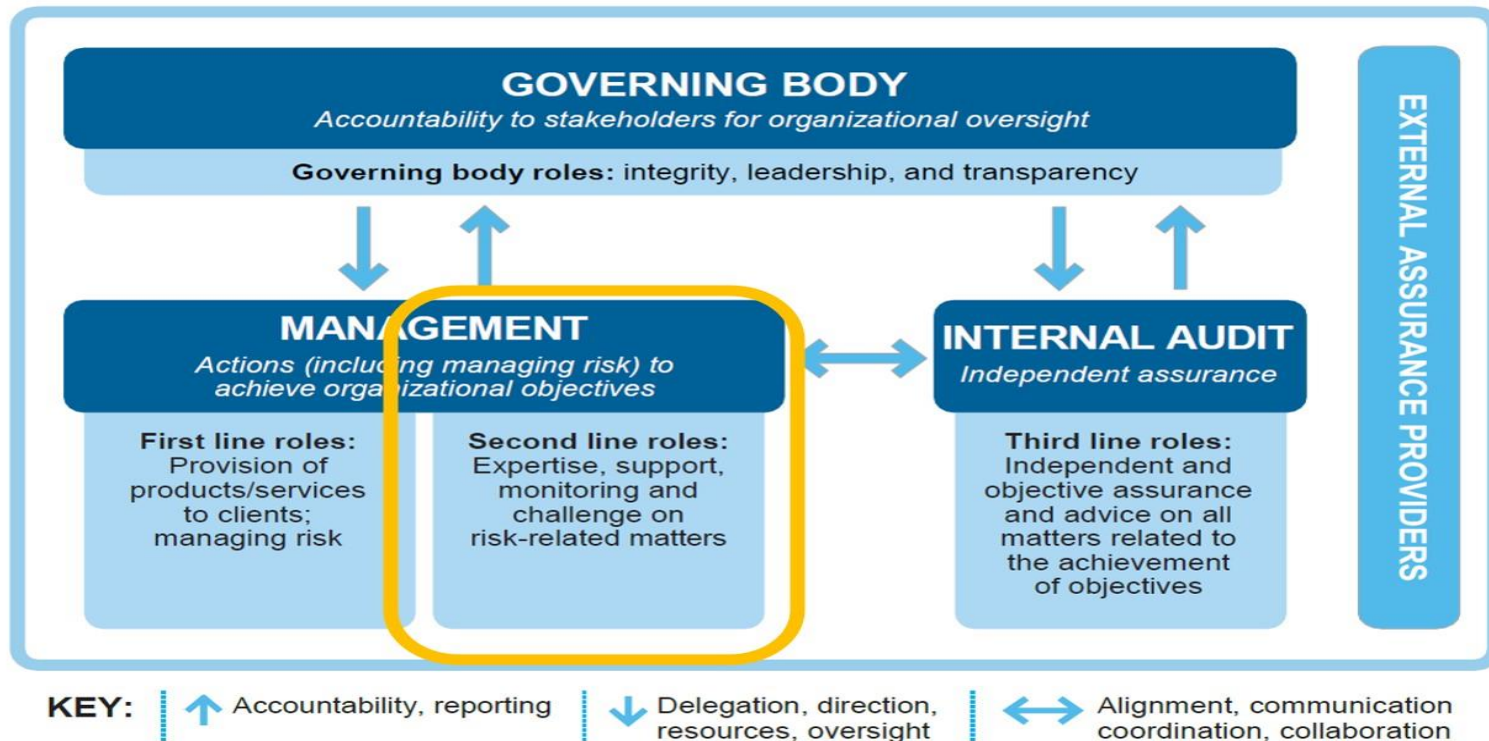 GOVERNING BODY
Accountability to stakeholders for organizational oversight
Governing body roles: integrity, leadership, and transparency
MANAGEMENT
Actions (including managing risk) to
achieve organizational objectives
First line roles:
Provision of
products/services
to clients;
managing risk
Second line roles:
Expertise, support,
monitoring and
challenge on
risk-related matters
INTERNAL AUDIT
Independent assurance
Third line roles:
Independent and
objective assurance
and advice on all
matters related to
the achievement
of objectives
EXTERNAL ASSURANCE PROVIDERS
KEY:
Accountability, reporting
Delegation, direction,
resources, oversight
Alignment, communication
coordination, collaboration